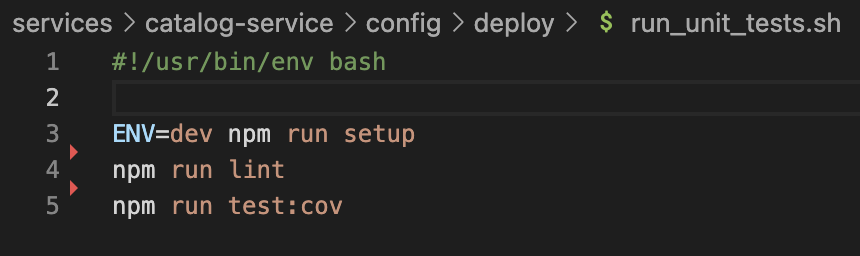 services > catalog-service > config > deploy > $ run_unit_tests.sh
1 #!/usr/bin/env bash
2
3 ENV=dev npm run setup
4 npm run lint
5 npm run test:cov